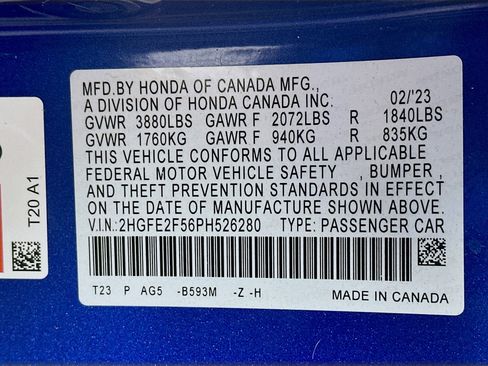 MFD.BY HONDA OF CANADA MFG.,
A DIVISION OF HONDA CANADA INC. 02/'23
GVWR 3880LBS GAWR F 2072LBS R 1840LBS
GVWR 1760KG GAWR F 940KG R 835KG
THIS VEHICLE CONFORMS TO ALL APPLICABLE
FEDERAL MOTOR VEHICLE SAFETY , BUMPER ,
AND THEFT PREVENTION STANDARDS IN EFFECT
ON THE DATE OF MANUFACTURE SHOWN ABOVE.
V.I.N.: 2HGFE2F56PH526280 TYPE: PASSENGER CAR
T23 P AG5 -B593M -Z -H MADE IN CANADA
T20 A1